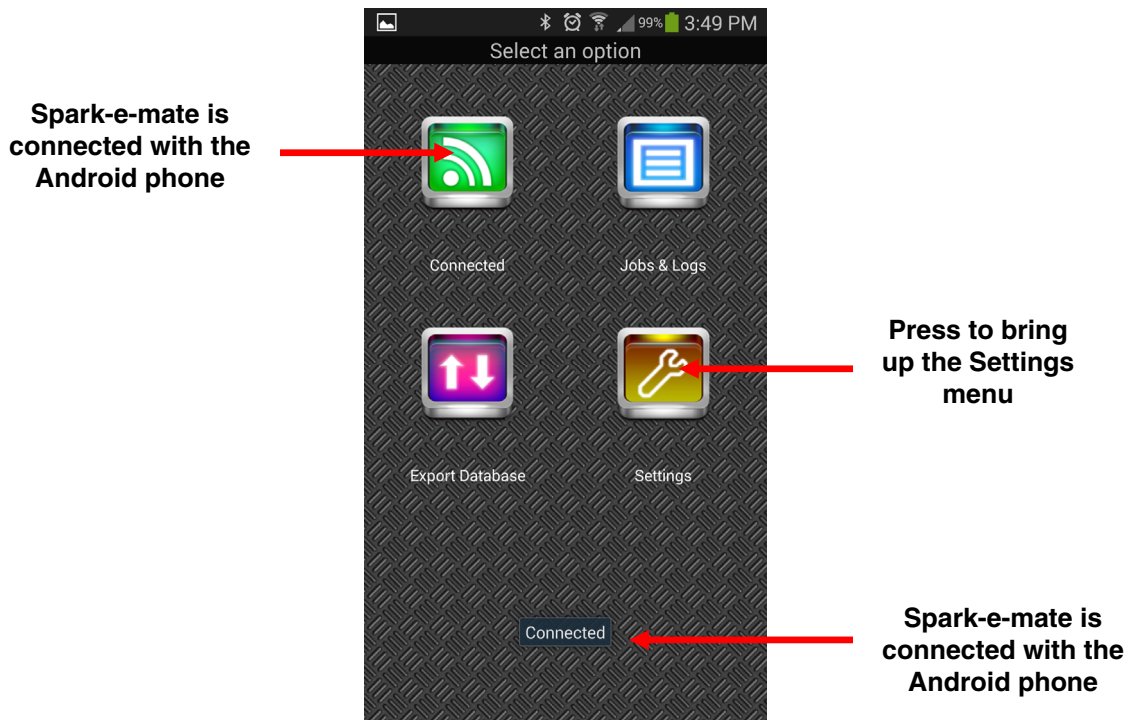 99% 3:49 PM
Select an option
Spark-e-mate is
connected with the
Android phone
Connected
Jobs & Logs
Press to bring
up the Settings
menu
Export Database
Settings
Connected
Spark-e-mate is
connected with the
Android phone